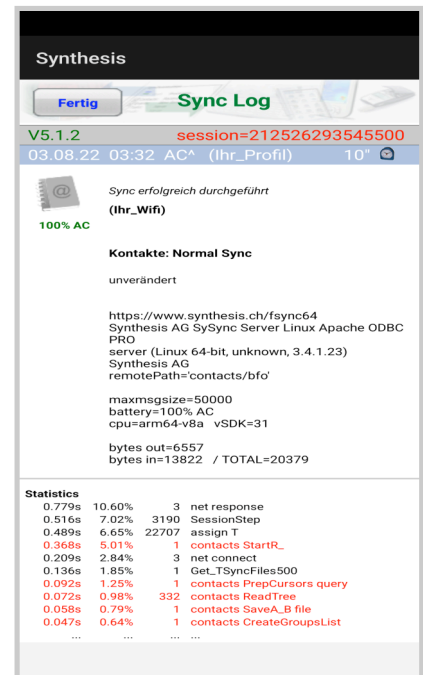 Synthesis
Fertig
Sync Log
V5.1.2 session=212526293545500
03.08.22 03:32 AC^ (Ihr_Profil) 10"
@
Sync erfolgreich durchgeführt
(Ihr_Wifi)
100% AC
Kontakte: Normal Sync
unverändert
https://www.synthesis.ch/fsync64
Synthesis AG SySync Server Linux Apache ODBC
PRO
server (Linux 64-bit, unknown, 3.4.1.23)
Synthesis AG
remotePath='contacts/bfo'
maxmsgsize=50000
battery=100% AC
cpu=arm64-v8a vSDK=31
bytes out=6557
bytes in=13822 / TOTAL=20379
Statistics
0.779s 10.60% 3 net response
0.516s 7.02% 3190 SessionStep
0.489s 6.65% 22707 assign T
0.368s 5.01% 1 contacts StartR_
0.209s 2.84% 3 net connect
0.136s 1.85% 1 Get_TSyncFiles500
0.092s 1.25% 1 contacts PrepCursors query
0.072s 0.98% 332 contacts ReadTree
0.058s 0.79% 1 contacts SaveA_B file
0.047s 0.64% 1 contacts CreateGroupsList
... ... ... ...